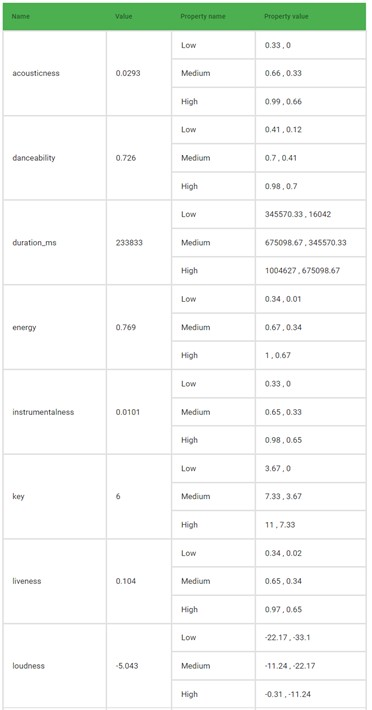 Name Value Property name Property value
Low 0.33 , 0
acousticness 0.0293 Medium 0.66 , 0.33
High 0.99 , 0.66
Low 0.41 , 0.12
danceability 0.726 Medium 0.7 , 0.41
High 0.98 , 0.7
Low 345570.33 , 16042
duration_ms 233833 Medium 675098.67 , 345570.33
High 1004627 , 675098.67
Low 0.34 , 0.01
energy 0.769 Medium 0.67 , 0.34
High 1 , 0.67
Low 0.33 , 0
instrumentalness 0.0101 Medium 0.65 , 0.33
High 0.98 , 0.65
Low 3.67 , 0
key 6 Medium 7.33 , 3.67
High 11 , 7.33
Low 0.34 , 0.02
liveness 0.104 Medium 0.65 , 0.34
High 0.97 , 0.65
Low -22.17 , -33.1
loudness -5.043 Medium -11.24 , -22.17
High -0.31 , -11.24